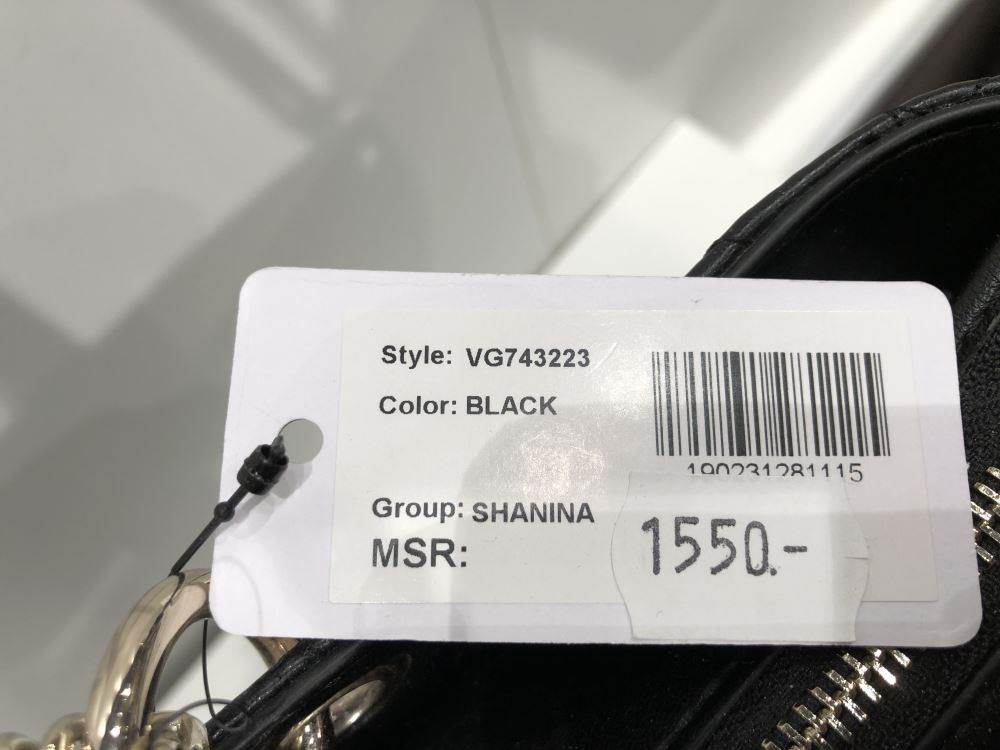 Style: VG743223
Color: BLACK
190231281115
Group: SHANINA
MSR:
1550.-